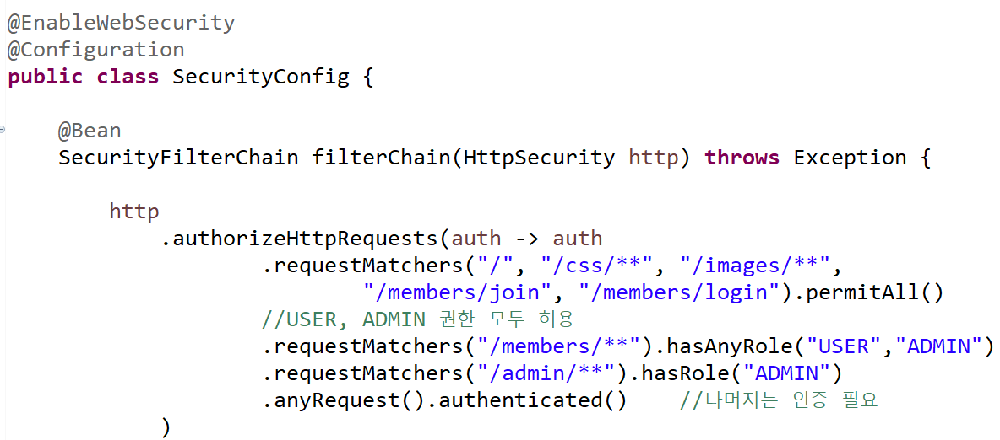 @EnableWebSecurity
@Configuration
public class SecurityConfig {
@Bean
SecurityFilterChain filterChain(HttpSecurity http) throws Exception {
http
.authorizeHttpRequests(auth -> auth
.requestMatchers("/", "/css/**", "/images/**",
"/members/join", "/members/login").permitAll()
//USER, ADMIN 권한 모두 허용
.requestMatchers("/members/**").hasAnyRole("USER","ADMIN")
.requestMatchers("/admin/**").hasRole("ADMIN")
.anyRequest().authenticated()    //나머지는 인증 필요
)